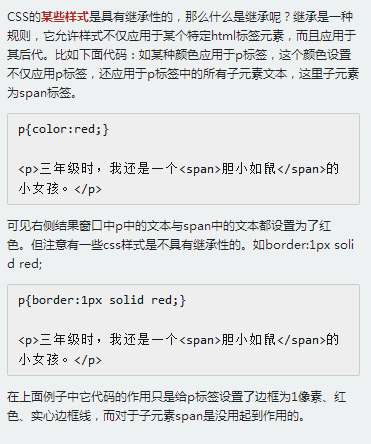 CSS的某些样式是具有继承性的，那么什么是继承呢？继承是一种
规则，它允许样式不仅应用于某个特定html标签元素，而且应用于
其后代。比如下面代码：如某种颜色应用于p标签，这个颜色设置
不仅应用p标签，还应用于p标签中的所有子元素文本，这里子元素
为span标签。
p{color:red;}
<p>三年级时，我还是一个<span>胆小如鼠</span>的
小女孩。</p>
可见右侧结果窗口中p中的文本与span中的文本都设置为了红
色。但注意有一些css样式是不具有继承性的。如border:1px soli
d red;
p{border:1px solid red;}
<p>三年级时，我还是一个<span>胆小如鼠</span>的
小女孩。</p>
在上面例子中它代码的作用只是给p标签设置了边框为1像素、红
色、实心边框线，而对于子元素span是没用起到作用的。